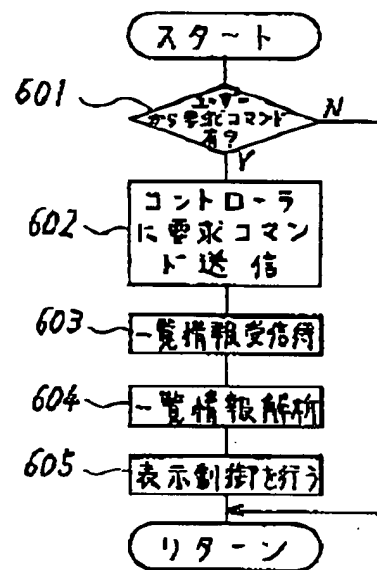 スタート
601
ユーザー
から要求コマンド
有?
N
Y
602
コントローラ
に要求コマン
ド送信
603
一覧情報受信待
604
一覧情報解析
605
表示制御を行う
リターン